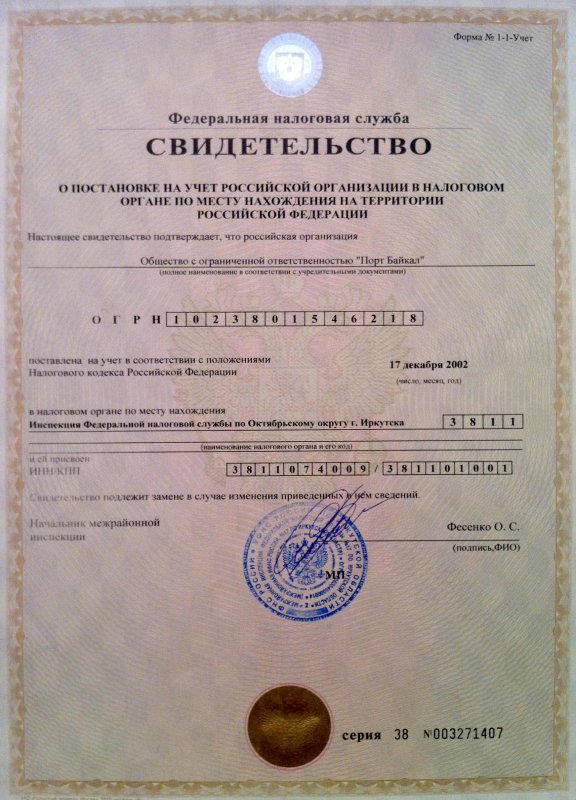 Форма № 1-1-Учет
Федеральная налоговая служба
СВИДЕТЕЛЬСТВО
О ПОСТАНОВКЕ НА УЧЕТ РОССИЙСКОЙ ОРГАНИЗАЦИИ В НАЛОГОВОМ
ОРГАНЕ ПО МЕСТУ НАХОЖДЕНИЯ НА ТЕРРИТОРИИ
РОССИЙСКОЙ ФЕДЕРАЦИИ
Настоящее свидетельство подтверждает, что российская организация
Общество с ограниченной ответственностью "Порт Байкал"
(полное наименование в соответствии с учредительными документами)
О Г Р Н 1 0 2 3 8 0 1 5 4 6 2 1 8
поставлена на учет в соответствии с положениями
Налогового кодекса Российской Федерации
17 декабря 2002
(число, месяц, год)
в налоговом органе по месту нахождения
Инспекция Федеральной налоговой службы по Октябрьскому округу г. Иркутска 3 8 1 1
(наименование налогового органа и его код)
и ей присвоен
ИНН/КПП 3 8 1 1 0 7 4 0 0 9 / 3 8 1 1 0 1 0 0 1
Свидетельство подлежит замене в случае изменения приведенных в нем сведений.
Начальник межрайонной
инспекции
Фесенко О. С.
(подпись,ФИО)
МП
серия 38 №003271407